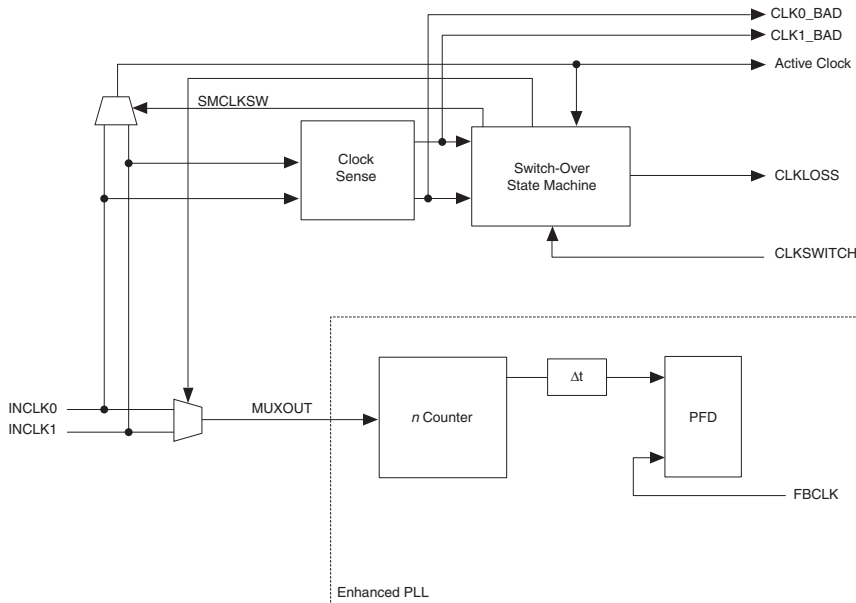 CLK0_BAD
CLK1_BAD
Active Clock
SMCLKSW
Clock
Sense
Switch-Over
State Machine
CLKLOSS
CLKSWITCH
Δt
INCLK0
MUXOUT
n Counter
PFD
INCLK1
FBCLK
Enhanced PLL